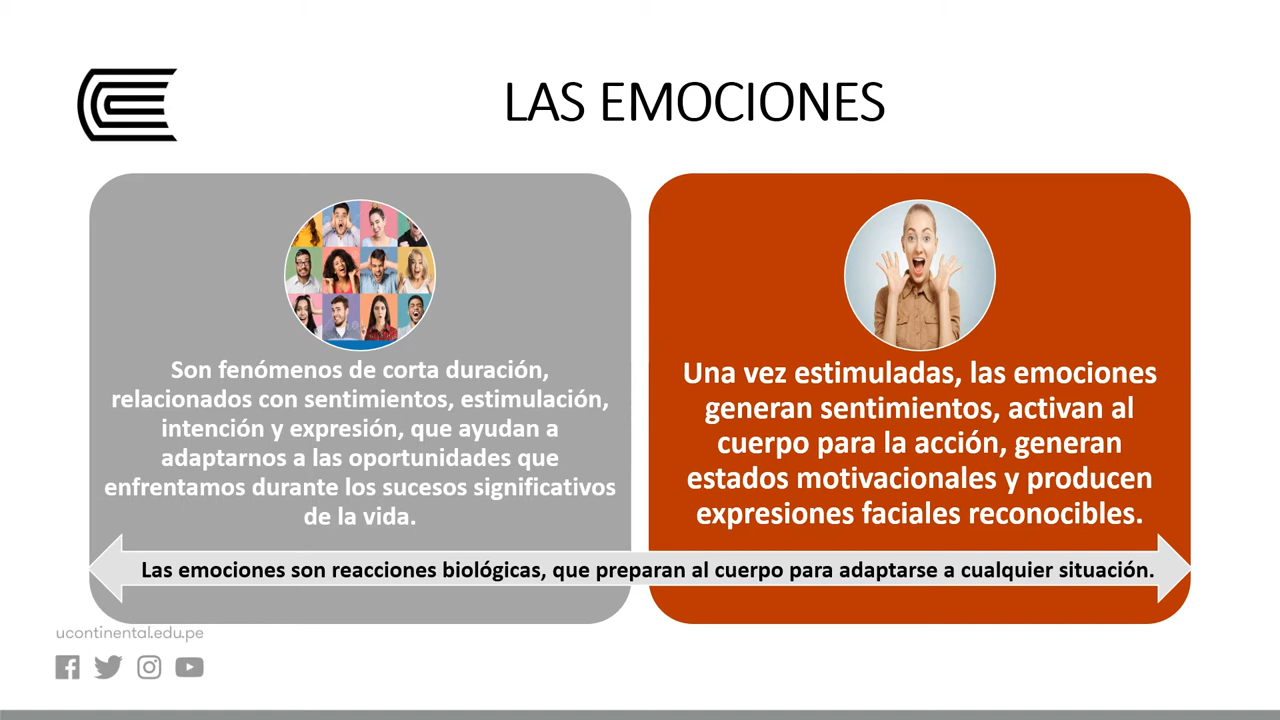 LAS EMOCIONES
Son fenómenos de corta duración,
relacionados con sentimientos, estimulación,
intención y expresión, que ayudan a
adaptarnos a las oportunidades que
enfrentamos durante los sucesos significativos
de la vida.
Una vez estimuladas, las emociones
generan sentimientos, activan al
cuerpo para la acción, generan
estados motivacionales y producen
expresiones faciales reconocibles.
Las emociones son reacciones biológicas, que preparan al cuerpo para adaptarse a cualquier situación.
ucontinental.edu.pe